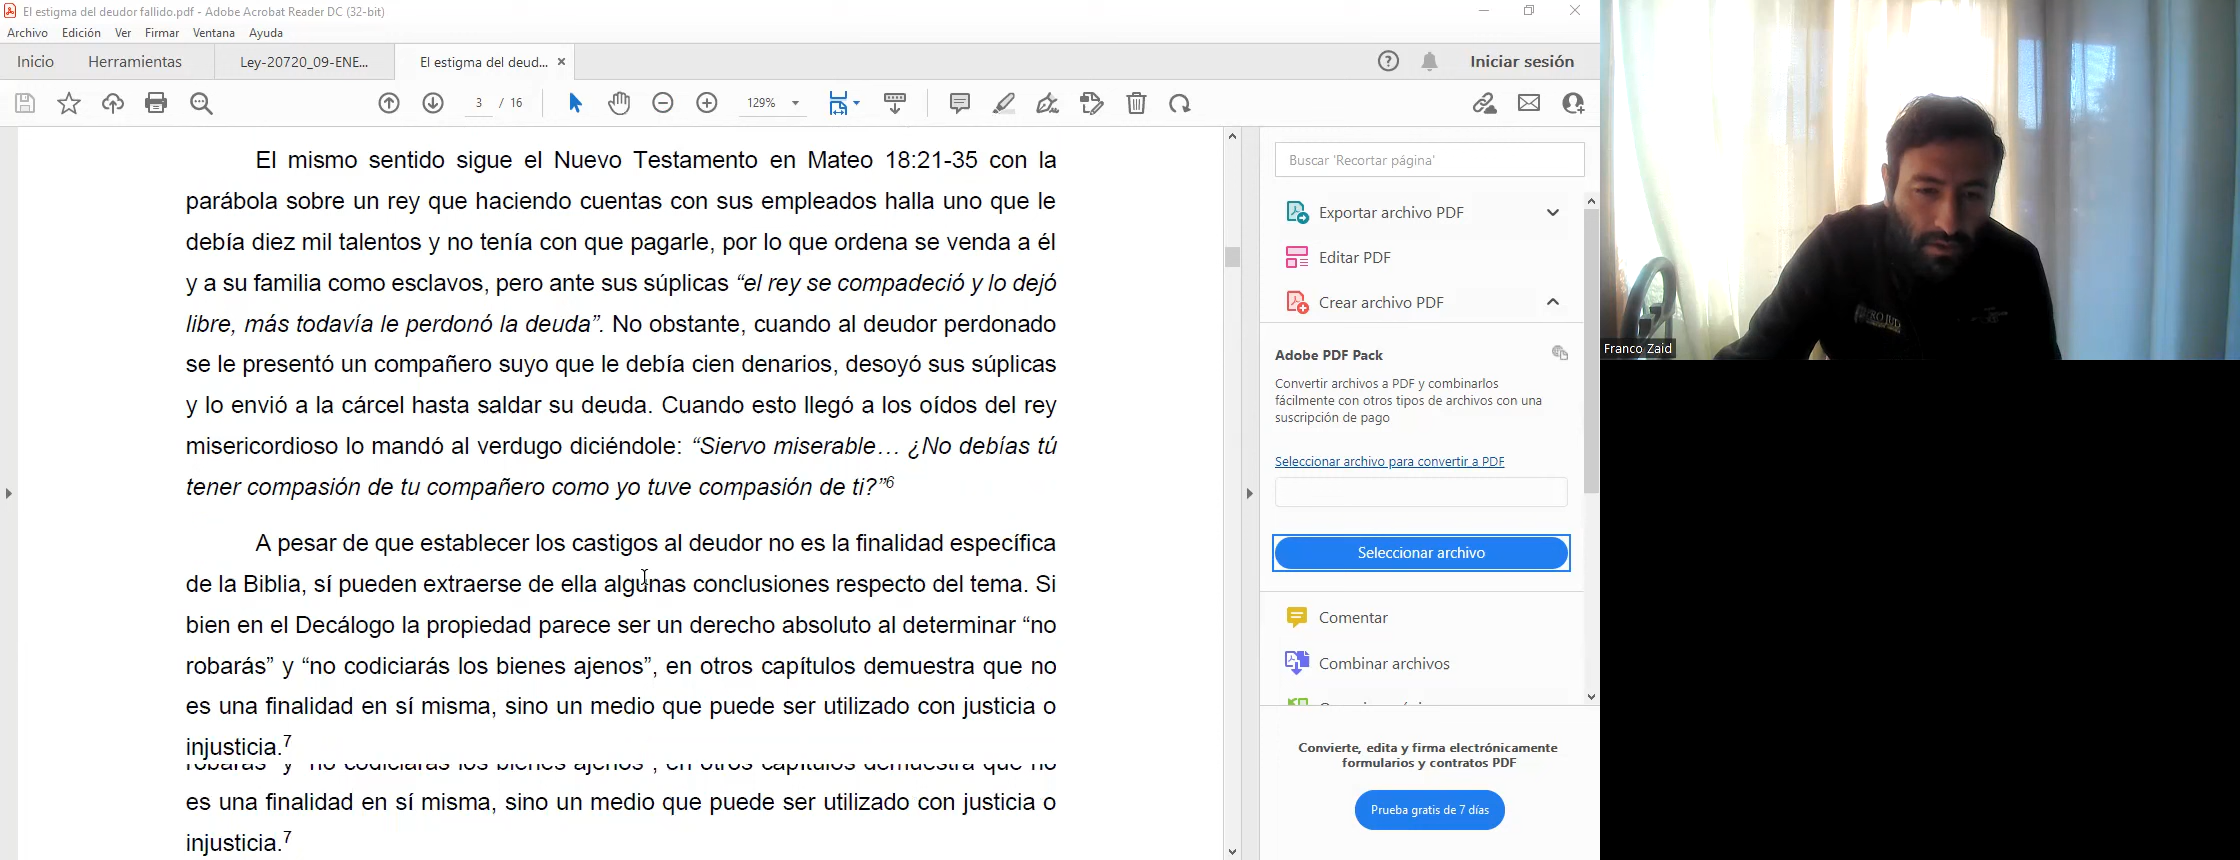 El estigma del deudor fallido.pdf - Adobe Acrobat Reader DC (32-bit)
Archivo Edición Ver Firmar Ventana Ayuda
Inicio Herramientas Ley-20720_09-ENE... El estigma del deud... Iniciar sesión
3 / 16 129%
El mismo sentido sigue el Nuevo Testamento en Mateo 18:21-35 con la
parábola sobre un rey que haciendo cuentas con sus empleados halla uno que le
debía diez mil talentos y no tenía con que pagarle, por lo que ordena se venda a él
y a su familia como esclavos, pero ante sus súplicas “el rey se compadeció y lo dejó
libre, más todavía le perdonó la deuda”. No obstante, cuando al deudor perdonado
se le presentó un compañero suyo que le debía cien denarios, desoyó sus súplicas
y lo envió a la cárcel hasta saldar su deuda. Cuando esto llegó a los oídos del rey
misericordioso lo mandó al verdugo diciéndole: “Siervo miserable… ¿No debías tú
tener compasión de tu compañero como yo tuve compasión de ti?”6
A pesar de que establecer los castigos al deudor no es la finalidad específica
de la Biblia, sí pueden extraerse de ella algunas conclusiones respecto del tema. Si
bien en el Decálogo la propiedad parece ser un derecho absoluto al determinar “no
robarás” y “no codiciarás los bienes ajenos”, en otros capítulos demuestra que no
es una finalidad en sí misma, sino un medio que puede ser utilizado con justicia o
injusticia.7
robarás” y “no codiciarás los bienes ajenos”, en otros capítulos demuestra que no
es una finalidad en sí misma, sino un medio que puede ser utilizado con justicia o
injusticia.7
Buscar 'Recortar página'
Exportar archivo PDF
Editar PDF
Crear archivo PDF
Adobe PDF Pack
Convertir archivos a PDF y combinarlos
fácilmente con otros tipos de archivos con una
suscripción de pago
Seleccionar archivo para convertir a PDF
Seleccionar archivo
Comentar
Combinar archivos
Convierte, edita y firma electrónicamente
formularios y contratos PDF
Prueba gratis de 7 días
Franco Zaid